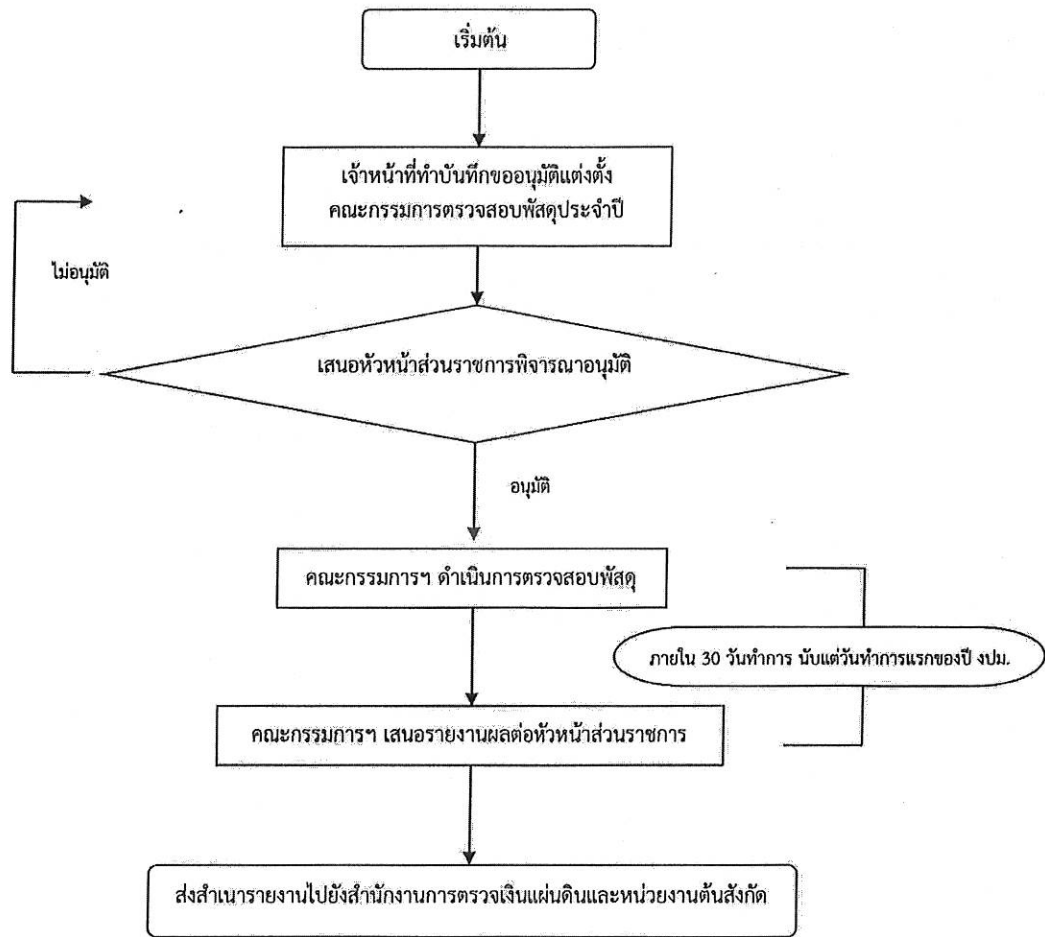 เริ่มต้น
เจ้าหน้าที่ทำบันทึกขออนุมัติแต่งตั้ง
คณะกรรมการตรวจสอบพัสดุประจำปี
ไม่อนุมัติ
เสนอหัวหน้าส่วนราชการพิจารณาอนุมัติ
อนุมัติ
คณะกรรมการฯ ดำเนินการตรวจสอบพัสดุ
ภายใน 30 วันทำการ นับแต่วันทำการแรกของปี งปม.
คณะกรรมการฯ เสนอรายงานผลต่อหัวหน้าส่วนราชการ
ส่งสำเนารายงานไปยังสำนักงานการตรวจเงินแผ่นดินและหน่วยงานต้นสังกัด